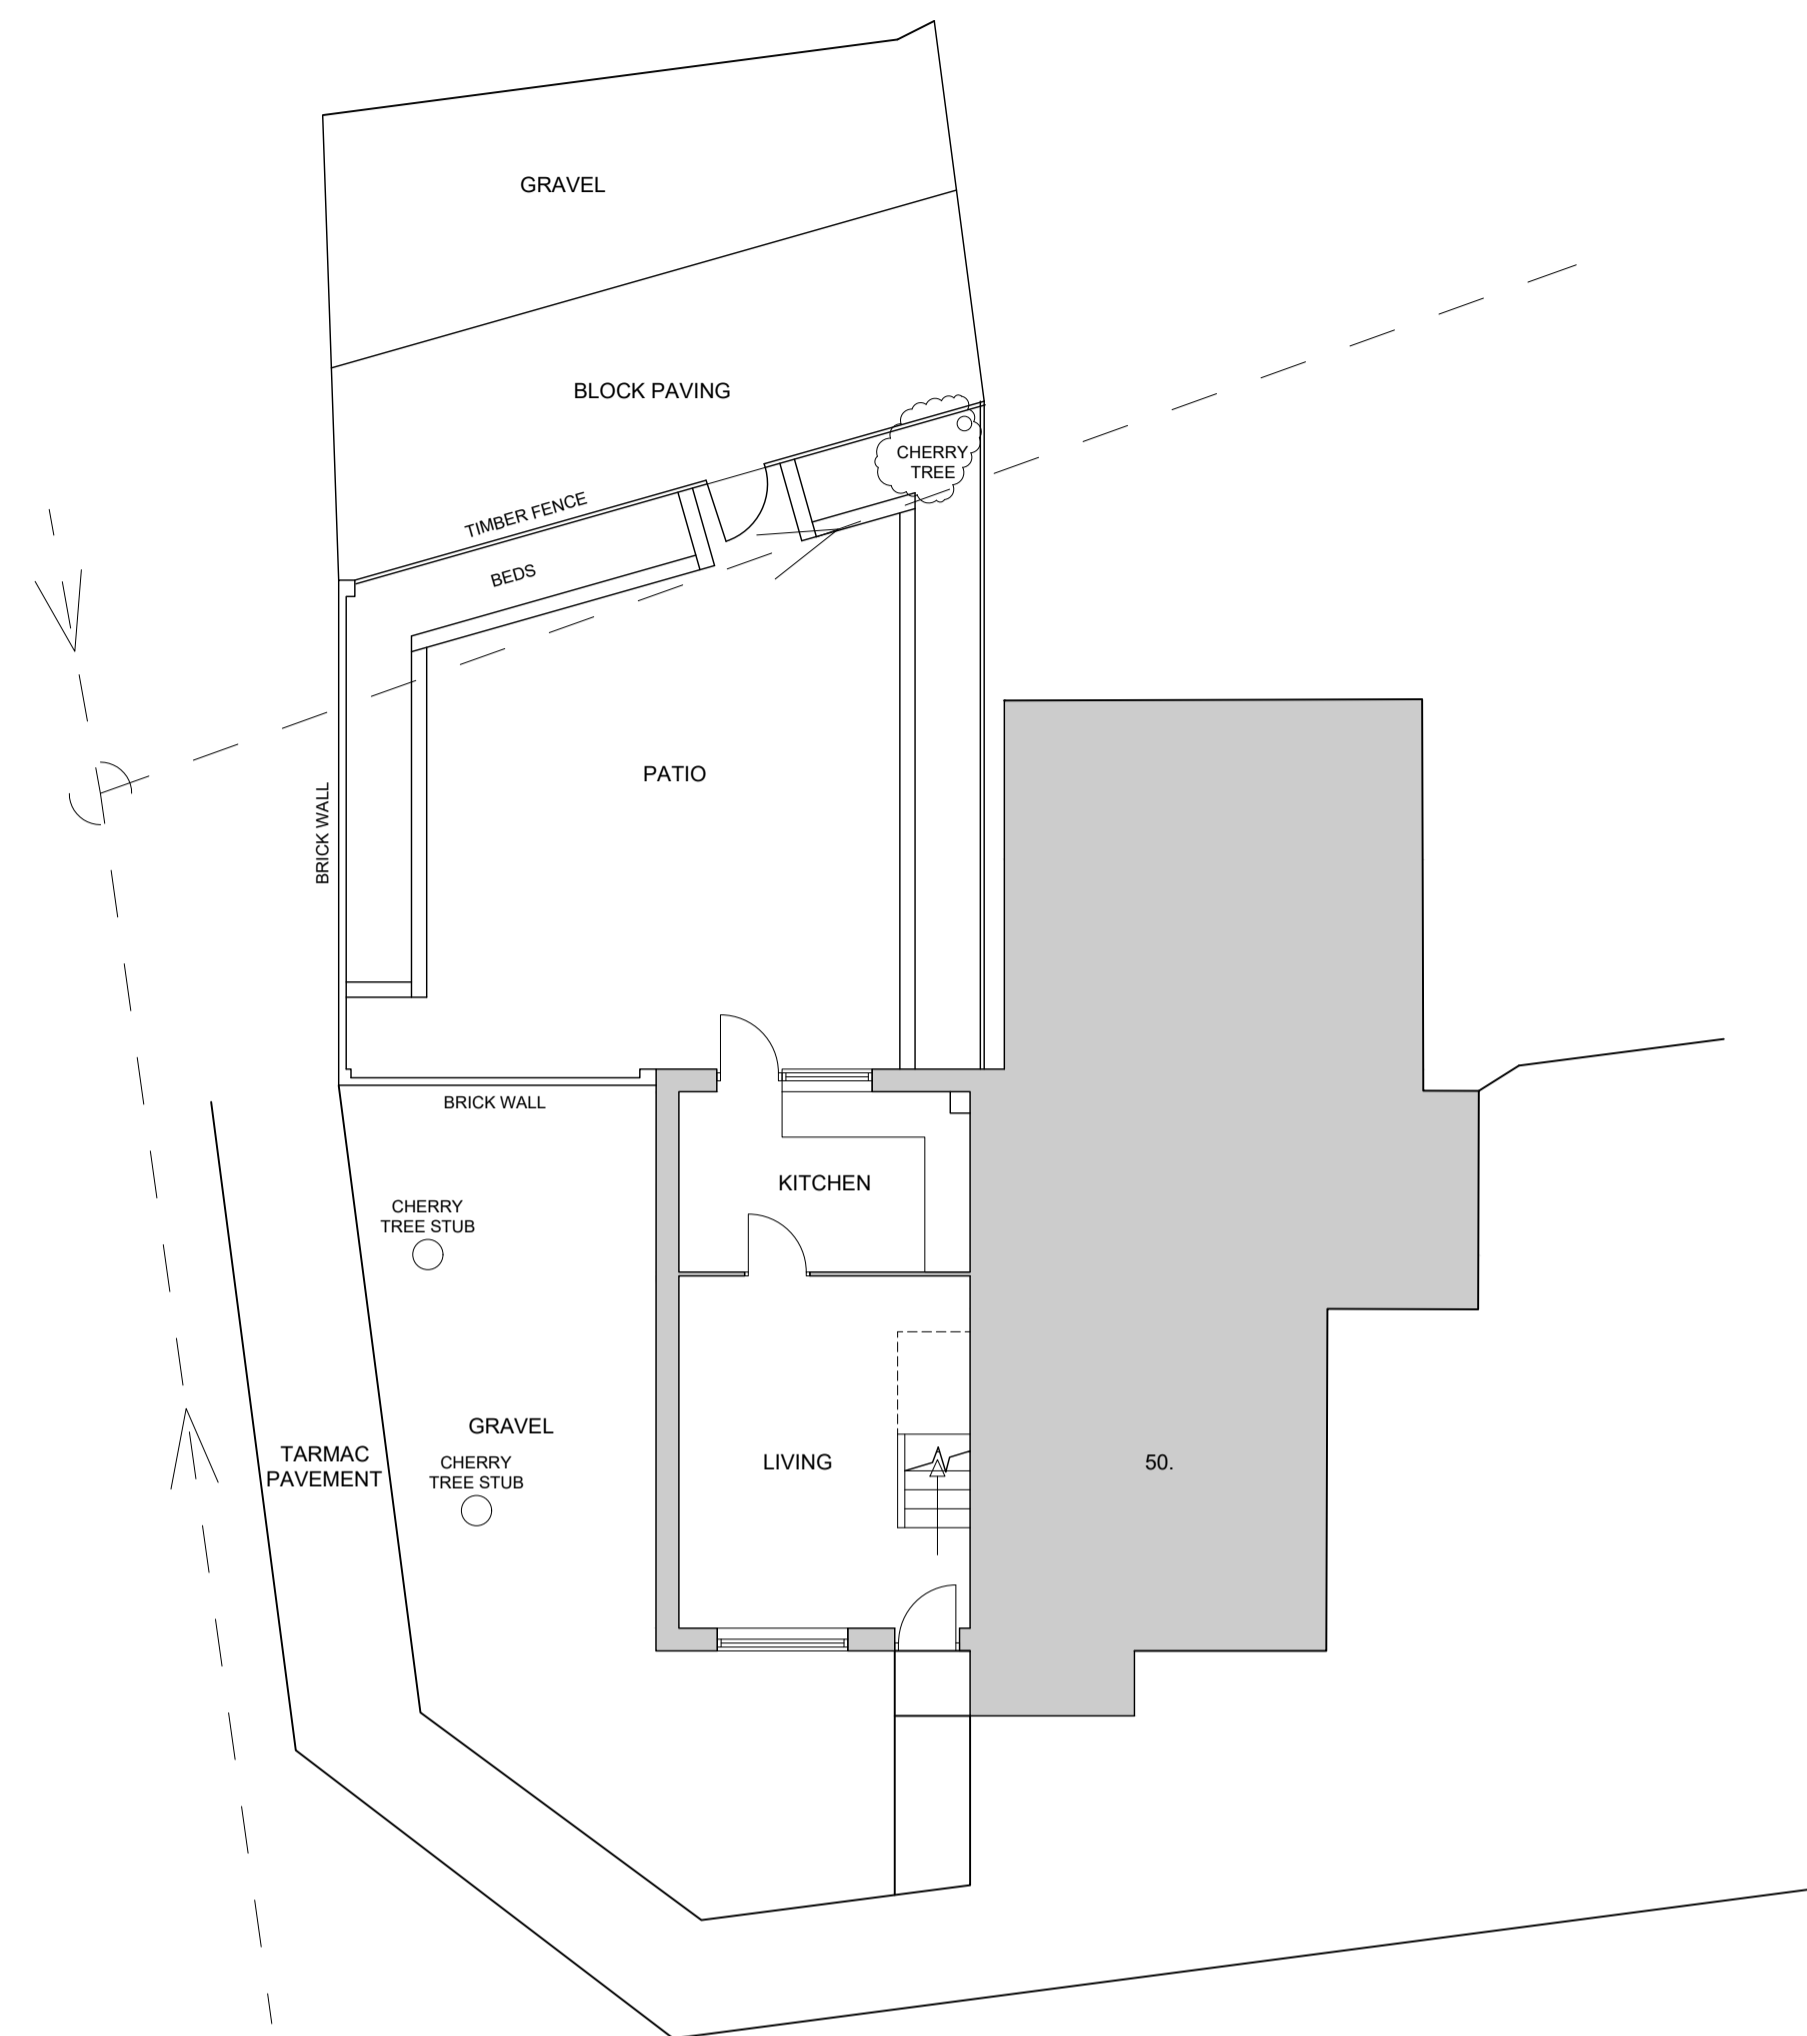 GRAVEL
BLOCK PAVING
CHERRY
TREE
TIMBER FENCE
BEDS
PATIO
BRICK WALL
BRICK WALL
KITCHEN
CHERRY
TREE STUB
GRAVEL
TARMAC
PAVEMENT
CHERRY
TREE STUB
LIVING
50.